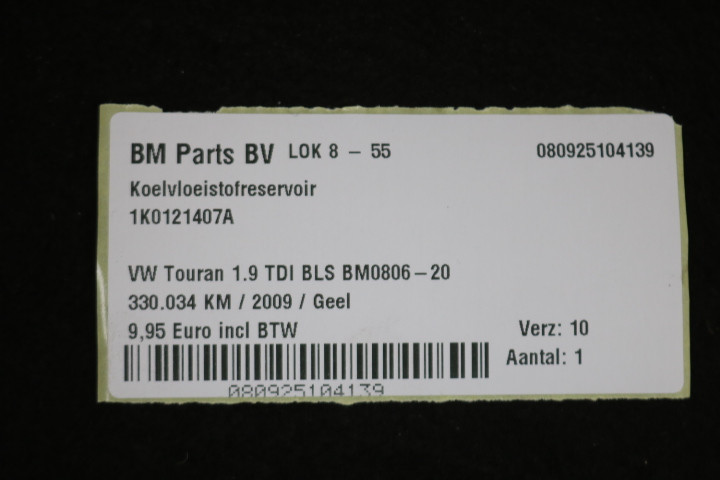 BM Parts BV LOK 8 - 55 080925104139
Koelvloeistofreservoir
1K0121407A
VW Touran 1.9 TDI BLS BM0806-20
330.034 KM / 2009 / Geel
9,95 Euro incl BTW Verz: 10
Aantal: 1
080925104139